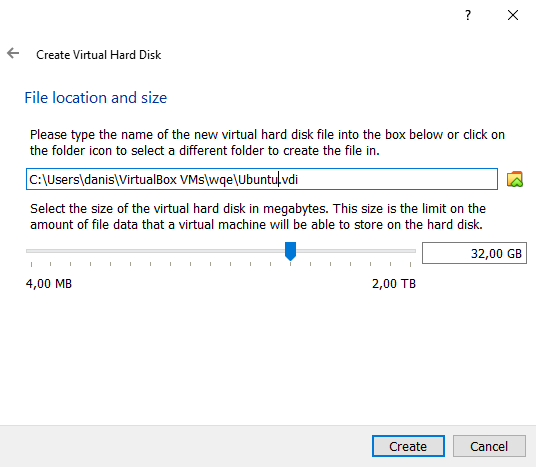 ?
Create Virtual Hard Disk
File location and size
Please type the name of the new virtual hard disk file into the box below or click on
the folder icon to select a different folder to create the file in.
C:\Users\danis\VirtualBox VMs\wqe\Ubuntu.vdi
Select the size of the virtual hard disk in megabytes. This size is the limit on the
amount of file data that a virtual machine will be able to store on the hard disk.
32,00 GB
4,00 MB 2,00 TB
Create Cancel